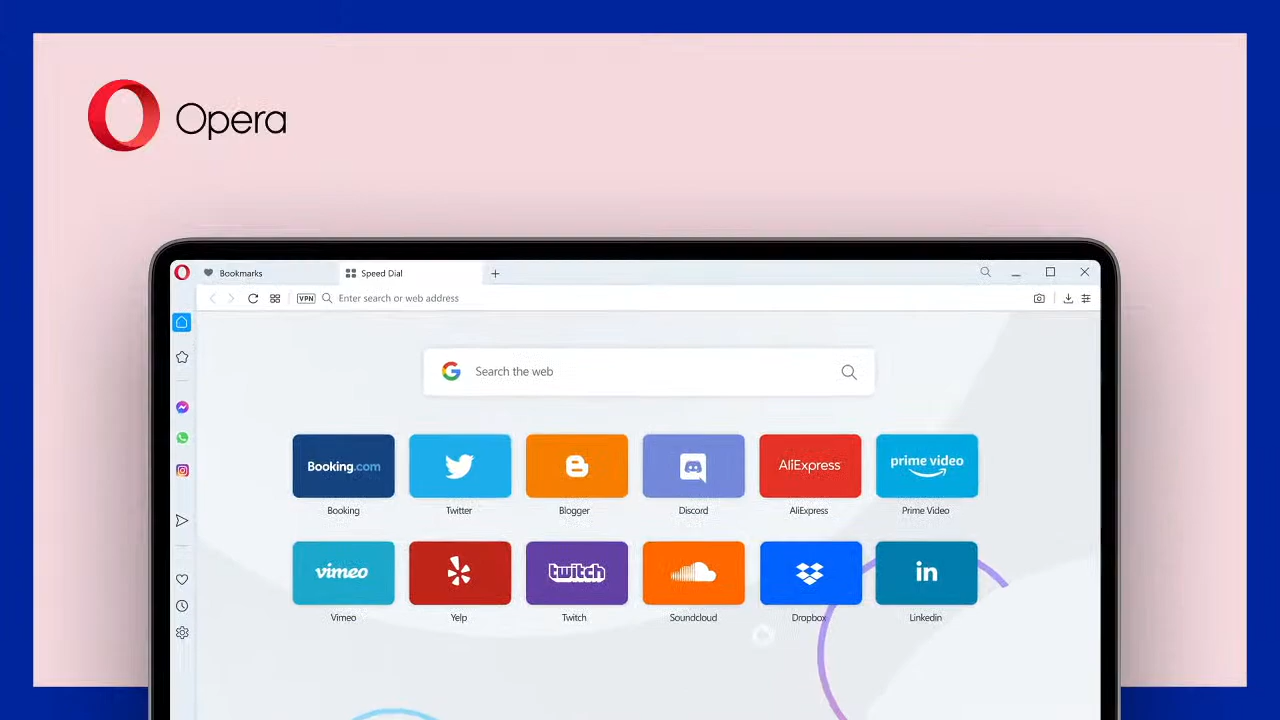 Opera
Bookmarks
Speed Dial
VPN
Enter search or web address
Search the web
Booking.com
AliExpress
prime video
Booking
Twitter
Blogger
Discord
AliExpress
Prime Video
vimeo
twitch
in
Vimeo
Yelp
Twitch
Soundcloud
Dropbox
Linkedin